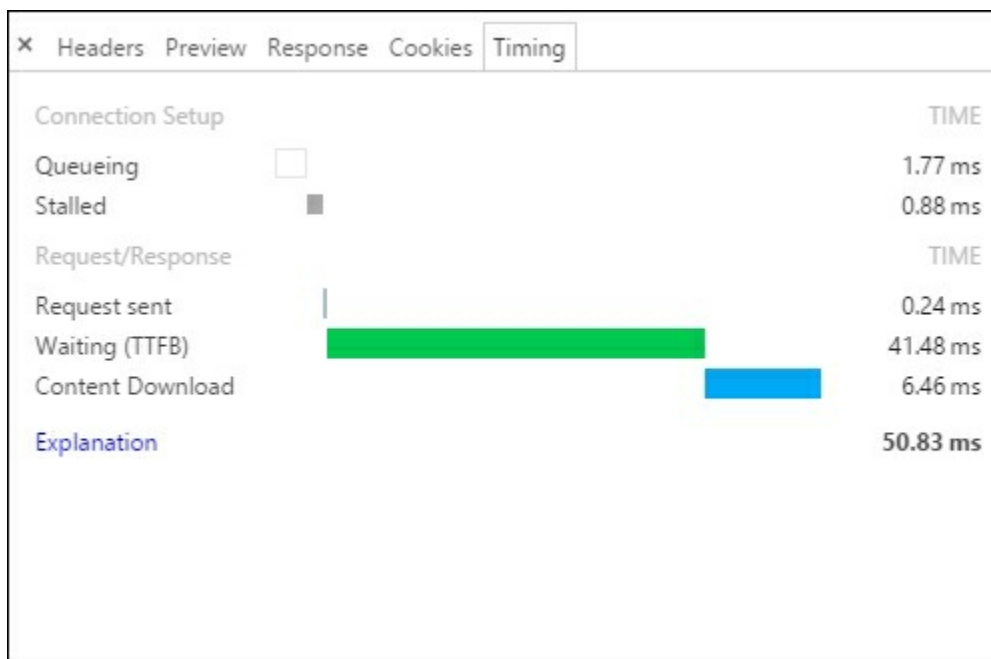 × Headers Preview Response Cookies Timing
Connection Setup TIME
Queueing 1.77 ms
Stalled 0.88 ms
Request/Response TIME
Request sent 0.24 ms
Waiting (TTFB) 41.48 ms
Content Download 6.46 ms
Explanation 50.83 ms